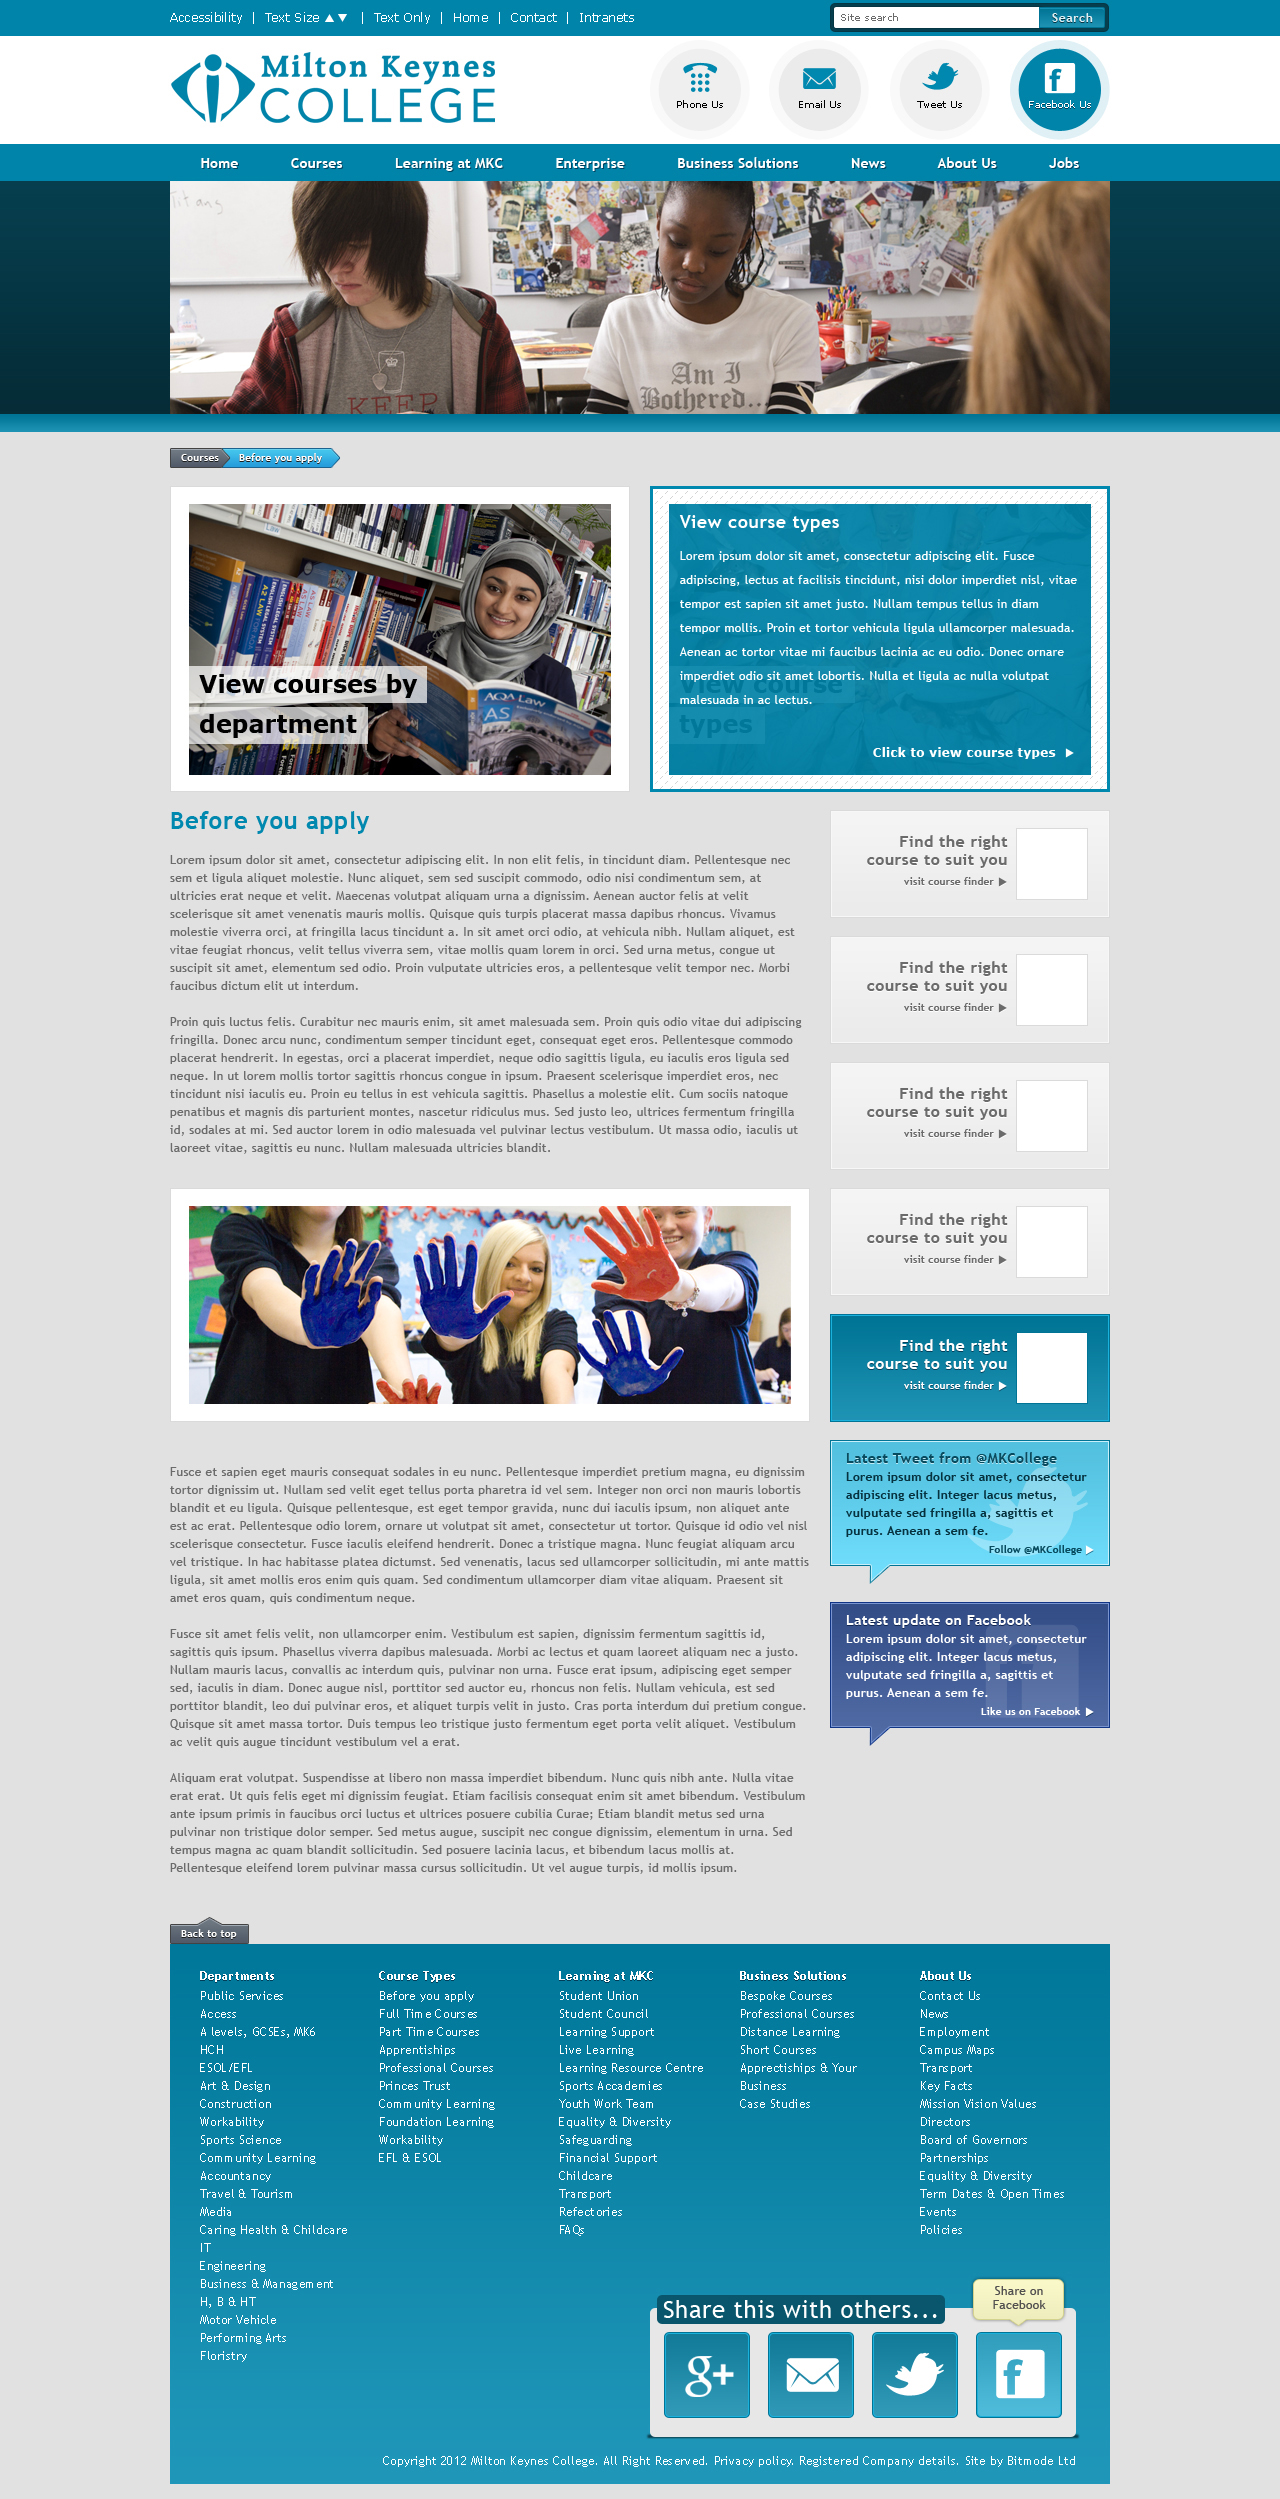 Accessibility | Text Size ▲▼ | Text Only | Home | Contact | Intranets
Site search
Search
Milton Keynes
COLLEGE
Phone Us
Email Us
Tweet Us
Facebook Us
Home Courses Learning at MKC Enterprise Business Solutions News About Us Jobs
KEEP
Am I
Bothered...
Courses
Before you apply
AQA Law
AS
View courses by
department
View course types
Lorem ipsum dolor sit amet, consectetur adipiscing elit. Fusce
adipiscing, lectus at facilisis tincidunt, nisi dolor imperdiet nisl, vitae
tempor est sapien sit amet justo. Nullam tempus tellus in diam
tempor mollis. Proin et tortor vehicula ligula ullamcorper malesuada.
Aenean ac tortor vitae mi faucibus lacinia ac eu odio. Donec ornare
imperdiet odio sit amet lobortis. Nulla et ligula ac nulla volutpat
malesuada in ac lectus.
View course
types
Click to view course types
Before you apply
Lorem ipsum dolor sit amet, consectetur adipiscing elit. In non elit felis, in tincidunt diam. Pellentesque nec
sem et ligula aliquet molestie. Nunc aliquet, sem sed suscipit commodo, odio nisi condimentum sem, at
ultricies erat neque et velit. Maecenas volutpat aliquam urna a dignissim. Aenean auctor felis at velit
scelerisque sit amet venenatis mauris mollis. Quisque quis turpis placerat massa dapibus rhoncus. Vivamus
molestie viverra orci, at fringilla lacus tincidunt a. In sit amet orci odio, at vehicula nibh. Nullam aliquet, est
vitae feugiat rhoncus, velit tellus viverra sem, vitae mollis quam lorem in orci. Sed urna metus, congue ut
suscipit sit amet, elementum sed odio. Proin vulputate ultricies eros, a pellentesque velit tempor nec. Morbi
faucibus dictum elit ut interdum.
Proin quis luctus felis. Curabitur nec mauris enim, sit amet malesuada sem. Proin quis odio vitae dui adipiscing
fringilla. Donec arcu nunc, condimentum semper tincidunt eget, consequat eget eros. Pellentesque commodo
placerat hendrerit. In egestas, orci a placerat imperdiet, neque odio sagittis ligula, eu iaculis eros ligula sed
neque. In ut lorem mollis tortor sagittis rhoncus congue in ipsum. Praesent scelerisque imperdiet eros, nec
tincidunt nisi iaculis eu. Proin eu tellus in est vehicula sagittis. Phasellus a molestie elit. Cum sociis natoque
penatibus et magnis dis parturient montes, nascetur ridiculus mus. Sed justo leo, ultrices fermentum fringilla
id, sodales at mi. Sed auctor lorem in odio malesuada vel pulvinar lectus vestibulum. Ut massa odio, iaculis ut
laoreet vitae, sagittis eu nunc. Nullam malesuada ultricies blandit.
Fusce et sapien eget mauris consequat sodales in eu nunc. Pellentesque imperdiet pretium magna, eu dignissim
tortor dignissim ut. Nullam sed velit eget tellus porta pharetra id vel sem. Integer non orci non mauris lobortis
blandit et eu ligula. Quisque pellentesque, est eget tempor gravida, nunc dui iaculis ipsum, non aliquet ante
est ac erat. Pellentesque odio lorem, ornare ut volutpat sit amet, consectetur ut tortor. Quisque id odio vel nisl
scelerisque consectetur. Fusce iaculis eleifend hendrerit. Donec a tristique magna. Nunc feugiat aliquam arcu
vel tristique. In hac habitasse platea dictumst. Sed venenatis, lacus sed ullamcorper sollicitudin, mi ante mattis
ligula, sit amet mollis eros enim quis quam. Sed condimentum ullamcorper diam vitae aliquam. Praesent sit
amet eros quam, quis condimentum neque.
Fusce sit amet felis velit, non ullamcorper enim. Vestibulum est sapien, dignissim fermentum sagittis id,
sagittis quis ipsum. Phasellus viverra dapibus malesuada. Morbi ac lectus et quam laoreet aliquam nec a justo.
Nullam mauris lacus, convallis ac interdum quis, pulvinar non urna. Fusce erat ipsum, adipiscing eget semper
sed, iaculis in diam. Donec augue nisl, porttitor sed auctor eu, rhoncus non felis. Nullam vehicula, est sed
porttitor blandit, leo dui pulvinar eros, et aliquet turpis velit in justo. Cras porta interdum dui pretium congue.
Quisque sit amet massa tortor. Duis tempus leo tristique justo fermentum eget porta velit aliquet. Vestibulum
ac velit quis augue tincidunt vestibulum vel a erat.
Aliquam erat volutpat. Suspendisse at libero non massa imperdiet bibendum. Nunc quis nibh ante. Nulla vitae
erat erat. Ut quis felis eget mi dignissim feugiat. Etiam facilisis consequat enim sit amet bibendum. Vestibulum
ante ipsum primis in faucibus orci luctus et ultrices posuere cubilia Curae; Etiam blandit metus sed urna
pulvinar non tristique dolor semper. Sed metus augue, suscipit nec congue dignissim, elementum in urna. Sed
tempus magna ac quam blandit sollicitudin. Sed posuere lacinia lacus, et bibendum lacus mollis at.
Pellentesque eleifend lorem pulvinar massa cursus sollicitudin. Ut vel augue turpis, id mollis ipsum.
Find the right
course to suit you
visit course finder
Find the right
course to suit you
visit course finder
Find the right
course to suit you
visit course finder
Find the right
course to suit you
visit course finder
Find the right
course to suit you
visit course finder
Latest Tweet from @MKCollege
Lorem ipsum dolor sit amet, consectetur
adipiscing elit. Integer lacus metus,
vulputate sed fringilla a, sagittis et
purus. Aenean a sem fe.
Follow @MKCollege
Latest update on Facebook
Lorem ipsum dolor sit amet, consectetur
adipiscing elit. Integer lacus metus,
vulputate sed fringilla a, sagittis et
purus. Aenean a sem fe.
Like us on Facebook
Back to top
Departments
Public Services
Access
A levels, GCSEs, MK6
HCH
ESOL/EFL
Art & Design
Construction
Workability
Sports Science
Community Learning
Accountancy
Travel & Tourism
Media
Caring Health & Childcare
IT
Engineering
Business & Management
H, B & HT
Motor Vehicle
Performing Arts
Floristry
Course Types
Before you apply
Full Time Courses
Part Time Courses
Apprentiships
Professional Courses
Princes Trust
Community Learning
Foundation Learning
Workability
EFL & ESOL
Learning at MKC
Student Union
Student Council
Learning Support
Live Learning
Learning Resource Centre
Sports Accademies
Youth Work Team
Equality & Diversity
Safeguarding
Financial Support
Childcare
Transport
Refectories
FAQs
Business Solutions
Bespoke Courses
Professional Courses
Distance Learning
Short Courses
Apprectiships & Your
Business
Case Studies
About Us
Contact Us
News
Employment
Campus Maps
Transport
Key Facts
Mission Vision Values
Directors
Board of Governors
Partnerships
Equality & Diversity
Term Dates & Open Times
Events
Policies
Share this with others...
Share on
Facebook
g+
Copyright 2012 Milton Keynes College. All Right Reserved. Privacy policy. Registered Company details. Site by Bitmode Ltd